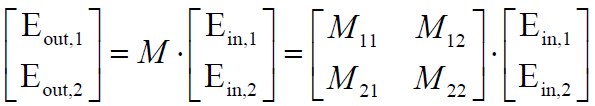 [E_out,1; E_out,2] = M · [E_in,1; E_in,2] = [M_11 M_12; M_21 M_22] · [E_in,1; E_in,2]